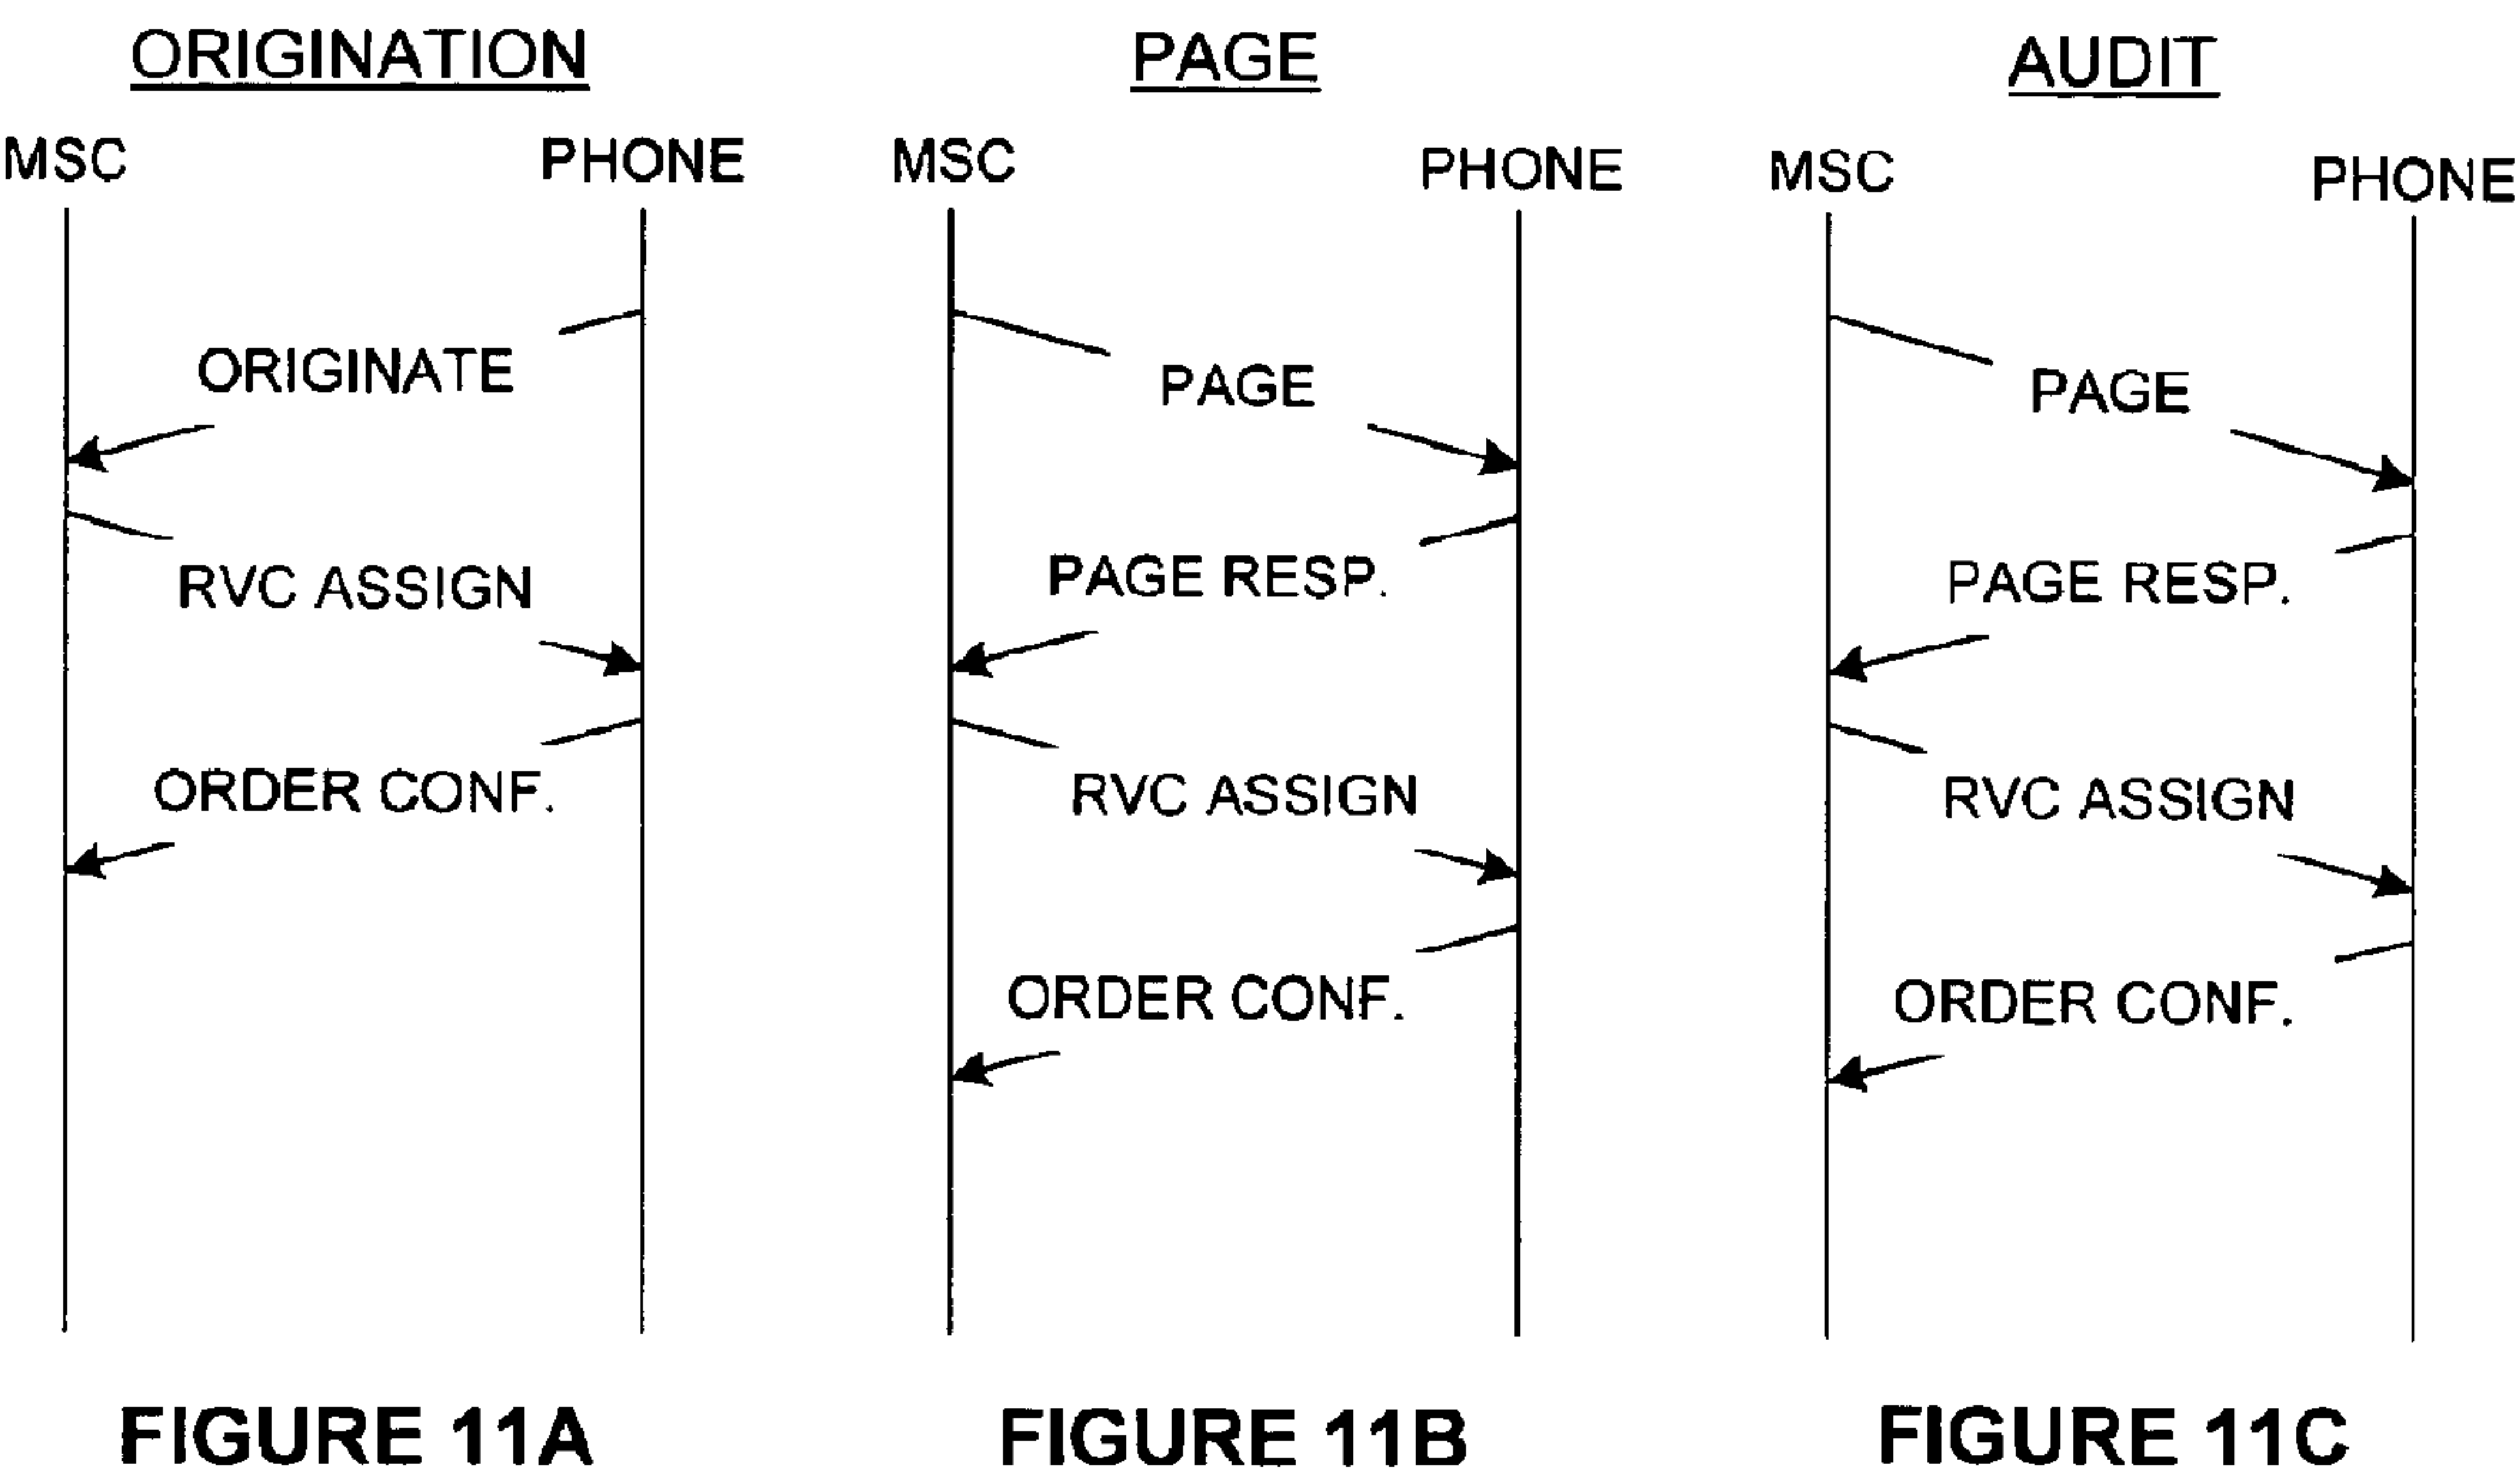 ORIGINATION
MSC
PHONE
ORIGINATE
RVC ASSIGN
ORDER CONF.
FIGURE 11A
PAGE
MSC
PHONE
PAGE
PAGE RESP.
RVC ASSIGN
ORDER CONF.
FIGURE 11B
AUDIT
MSC
PHONE
PAGE
PAGE RESP.
RVC ASSIGN
ORDER CONF.
FIGURE 11C